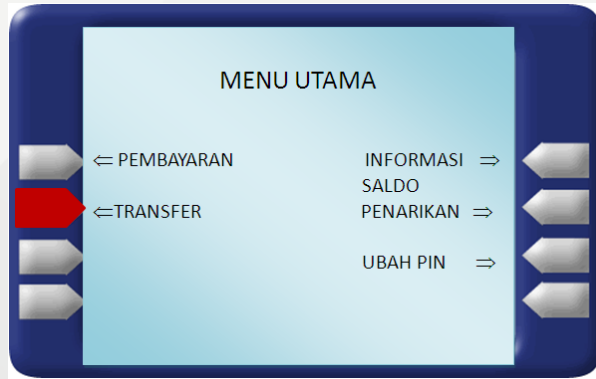 MENU UTAMA
⇐ PEMBAYARAN
INFORMASI ⇒
SALDO
⇐TRANSFER
PENARIKAN ⇒
UBAH PIN ⇒